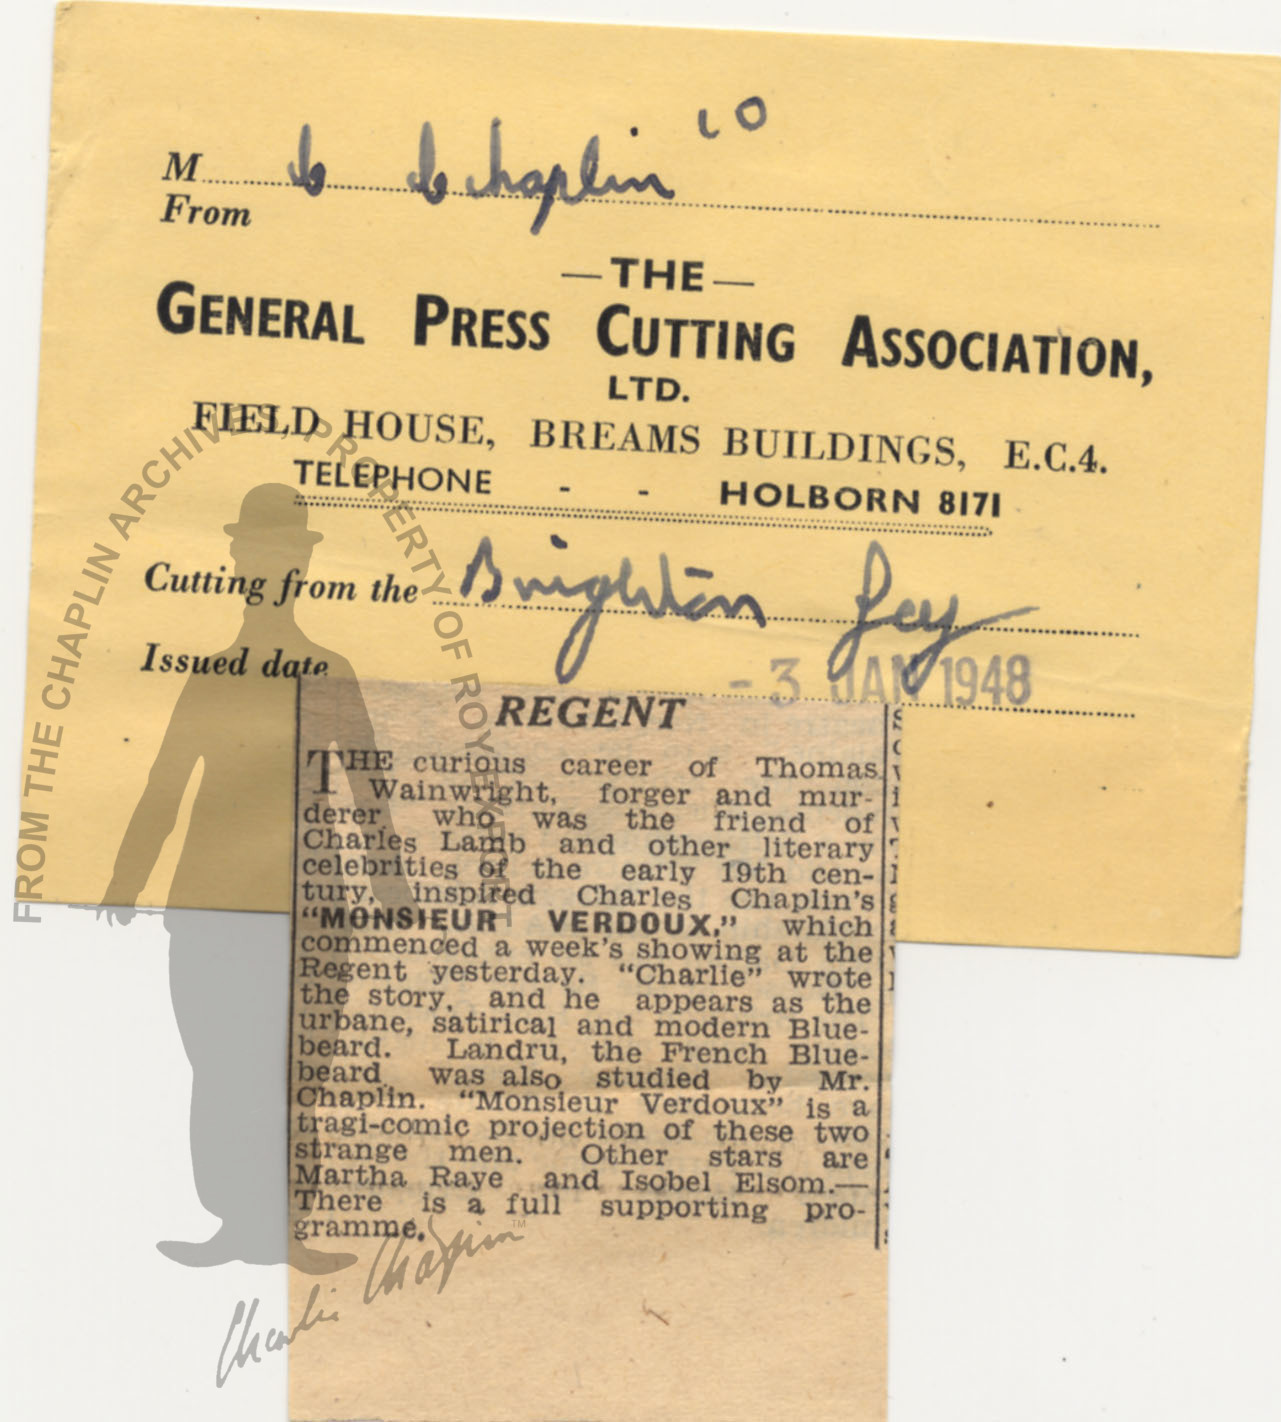 10
M C Chaplin
From
— THE —
GENERAL PRESS CUTTING ASSOCIATION,
LTD.
FIELD HOUSE, BREAMS BUILDINGS, E.C.4.
TELEPHONE - - HOLBORN 8171
Cutting from the Brighton
Issued date -3 JAN 1948
REGENT
THE curious career of Thomas
Wainwright, forger and mur-
derer, who was the friend of
Charles Lamb and other literary
celebrities of the early 19th cen-
tury, inspired Charles Chaplin's
"MONSIEUR VERDOUX," which
commenced a week's showing at the
Regent yesterday. "Charlie" wrote
the story, and he appears as the
urbane, satirical and modern Blue-
beard. Landru, the French Blue-
beard, was also studied by Mr.
Chaplin. "Monsieur Verdoux" is a
tragi-comic projection of these two
strange men. Other stars are
Martha Raye and Isobel Elsom.—
There is a full supporting pro-
gramme.
FROM THE CHAPLIN ARCHIVES, PROPERTY OF ROY EXPORT
Charlie Chaplin™